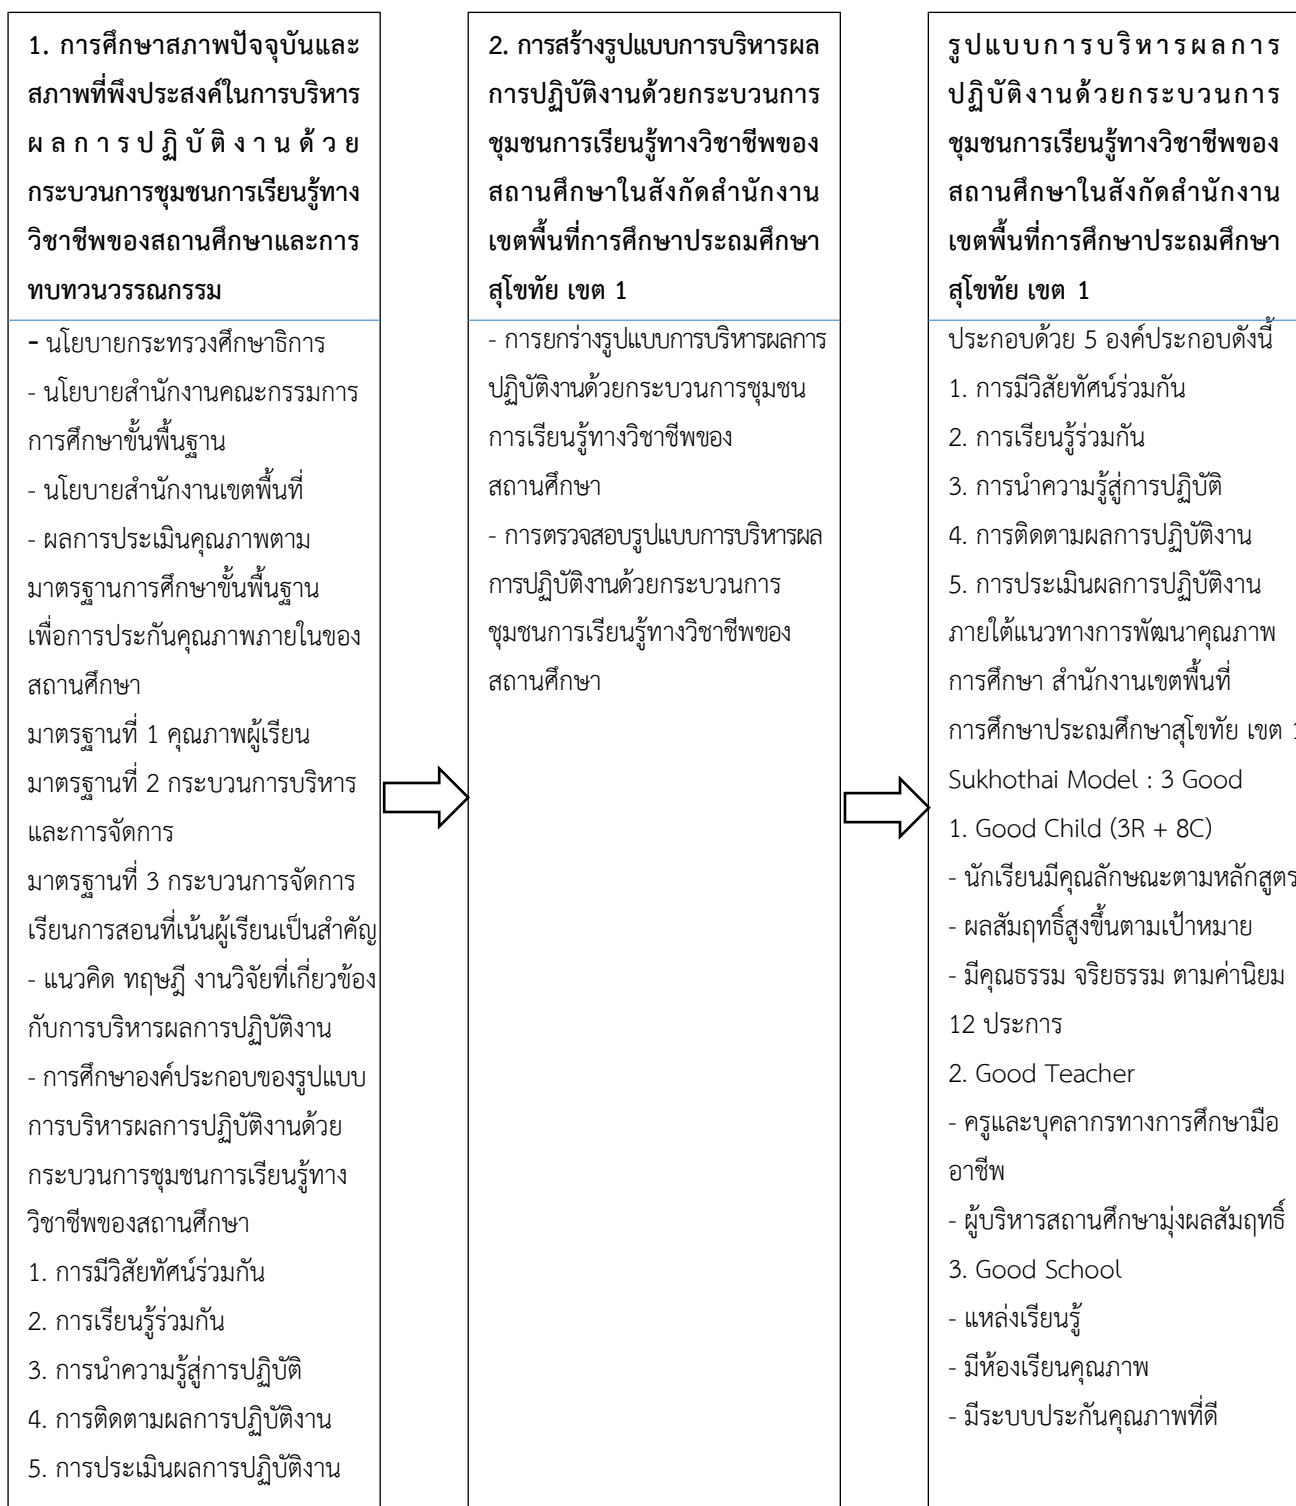 1. การศึกษาสภาพปัจจุบันและ
สภาพที่พึงประสงค์ในการบริหาร
ผลการปฏิบัติงานด้วย
กระบวนการชุมชนการเรียนรู้ทาง
วิชาชีพของสถานศึกษาและการ
ทบทวนวรรณกรรม
- นโยบายกระทรวงศึกษาธิการ
- นโยบายสำนักงานคณะกรรมการ
การศึกษาขั้นพื้นฐาน
- นโยบายสำนักงานเขตพื้นที่
- ผลการประเมินคุณภาพตาม
มาตรฐานการศึกษาขั้นพื้นฐาน
เพื่อการประกันคุณภาพภายในของ
สถานศึกษา
มาตรฐานที่ 1 คุณภาพผู้เรียน
มาตรฐานที่ 2 กระบวนการบริหาร
และการจัดการ
มาตรฐานที่ 3 กระบวนการจัดการ
เรียนการสอนที่เน้นผู้เรียนเป็นสำคัญ
- แนวคิด ทฤษฎี งานวิจัยที่เกี่ยวข้อง
กับการบริหารผลการปฏิบัติงาน
- การศึกษาองค์ประกอบของรูปแบบ
การบริหารผลการปฏิบัติงานด้วย
กระบวนการชุมชนการเรียนรู้ทาง
วิชาชีพของสถานศึกษา
1. การมีวิสัยทัศน์ร่วมกัน
2. การเรียนรู้ร่วมกัน
3. การนำความรู้สู่การปฏิบัติ
4. การติดตามผลการปฏิบัติงาน
5. การประเมินผลการปฏิบัติงาน
2. การสร้างรูปแบบการบริหารผล
การปฏิบัติงานด้วยกระบวนการ
ชุมชนการเรียนรู้ทางวิชาชีพของ
สถานศึกษาในสังกัดสำนักงาน
เขตพื้นที่การศึกษาประถมศึกษา
สุโขทัย เขต 1
- การยกร่างรูปแบบการบริหารผลการ
ปฏิบัติงานด้วยกระบวนการชุมชน
การเรียนรู้ทางวิชาชีพของ
สถานศึกษา
- การตรวจสอบรูปแบบการบริหารผล
การปฏิบัติงานด้วยกระบวนการ
ชุมชนการเรียนรู้ทางวิชาชีพของ
สถานศึกษา
รูปแบบการบริหารผลการ
ปฏิบัติงานด้วยกระบวนการ
ชุมชนการเรียนรู้ทางวิชาชีพของ
สถานศึกษาในสังกัดสำนักงาน
เขตพื้นที่การศึกษาประถมศึกษา
สุโขทัย เขต 1
ประกอบด้วย 5 องค์ประกอบดังนี้
1. การมีวิสัยทัศน์ร่วมกัน
2. การเรียนรู้ร่วมกัน
3. การนำความรู้สู่การปฏิบัติ
4. การติดตามผลการปฏิบัติงาน
5. การประเมินผลการปฏิบัติงาน
ภายใต้แนวทางการพัฒนาคุณภาพ
การศึกษา สำนักงานเขตพื้นที่
การศึกษาประถมศึกษาสุโขทัย เขต 1
Sukhothai Model : 3 Good
1. Good Child (3R + 8C)
- นักเรียนมีคุณลักษณะตามหลักสูตร
- ผลสัมฤทธิ์สูงขึ้นตามเป้าหมาย
- มีคุณธรรม จริยธรรม ตามค่านิยม
12 ประการ
2. Good Teacher
- ครูและบุคลากรทางการศึกษามือ
อาชีพ
- ผู้บริหารสถานศึกษามุ่งผลสัมฤทธิ์
3. Good School
- แหล่งเรียนรู้
- มีห้องเรียนคุณภาพ
- มีระบบประกันคุณภาพที่ดี